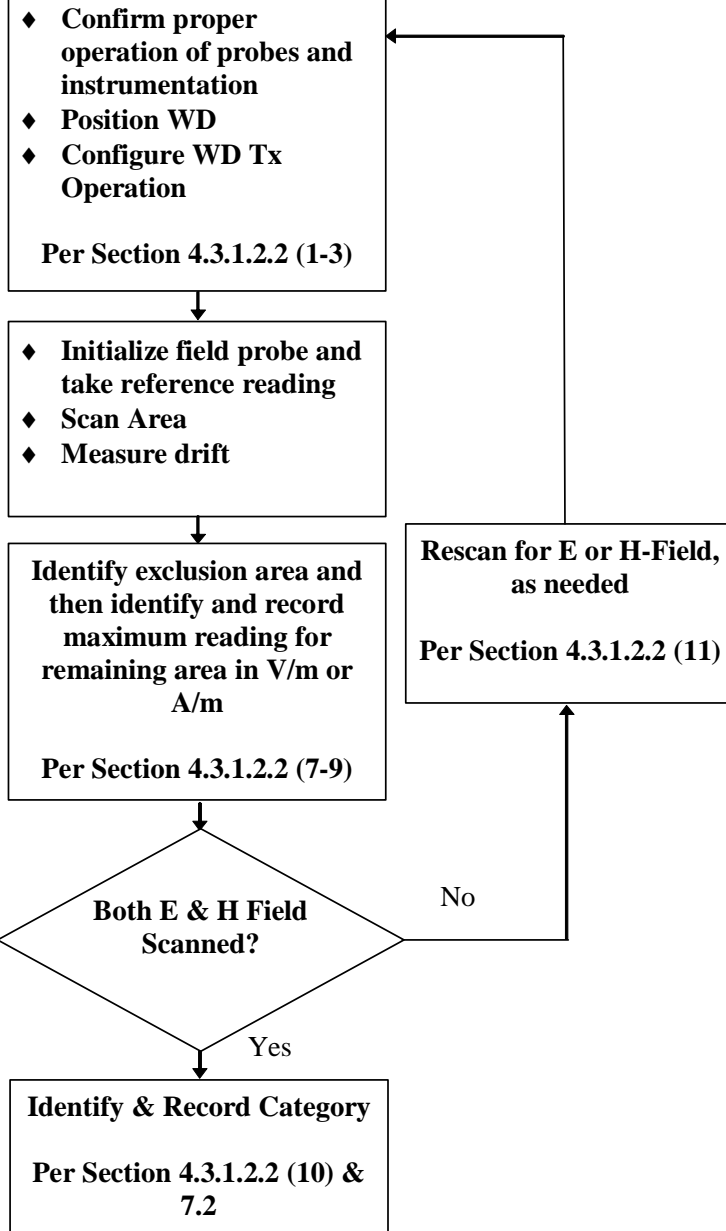 ♦ Confirm proper
operation of probes and
instrumentation
♦ Position WD
♦ Configure WD Tx
Operation
Per Section 4.3.1.2.2 (1-3)
♦ Initialize field probe and
take reference reading
♦ Scan Area
♦ Measure drift
Identify exclusion area and
then identify and record
maximum reading for
remaining area in V/m or
A/m
Per Section 4.3.1.2.2 (7-9)
Rescan for E or H-Field,
as needed
Per Section 4.3.1.2.2 (11)
Both E & H Field
Scanned?
No
Yes
Identify & Record Category
Per Section 4.3.1.2.2 (10) &
7.2